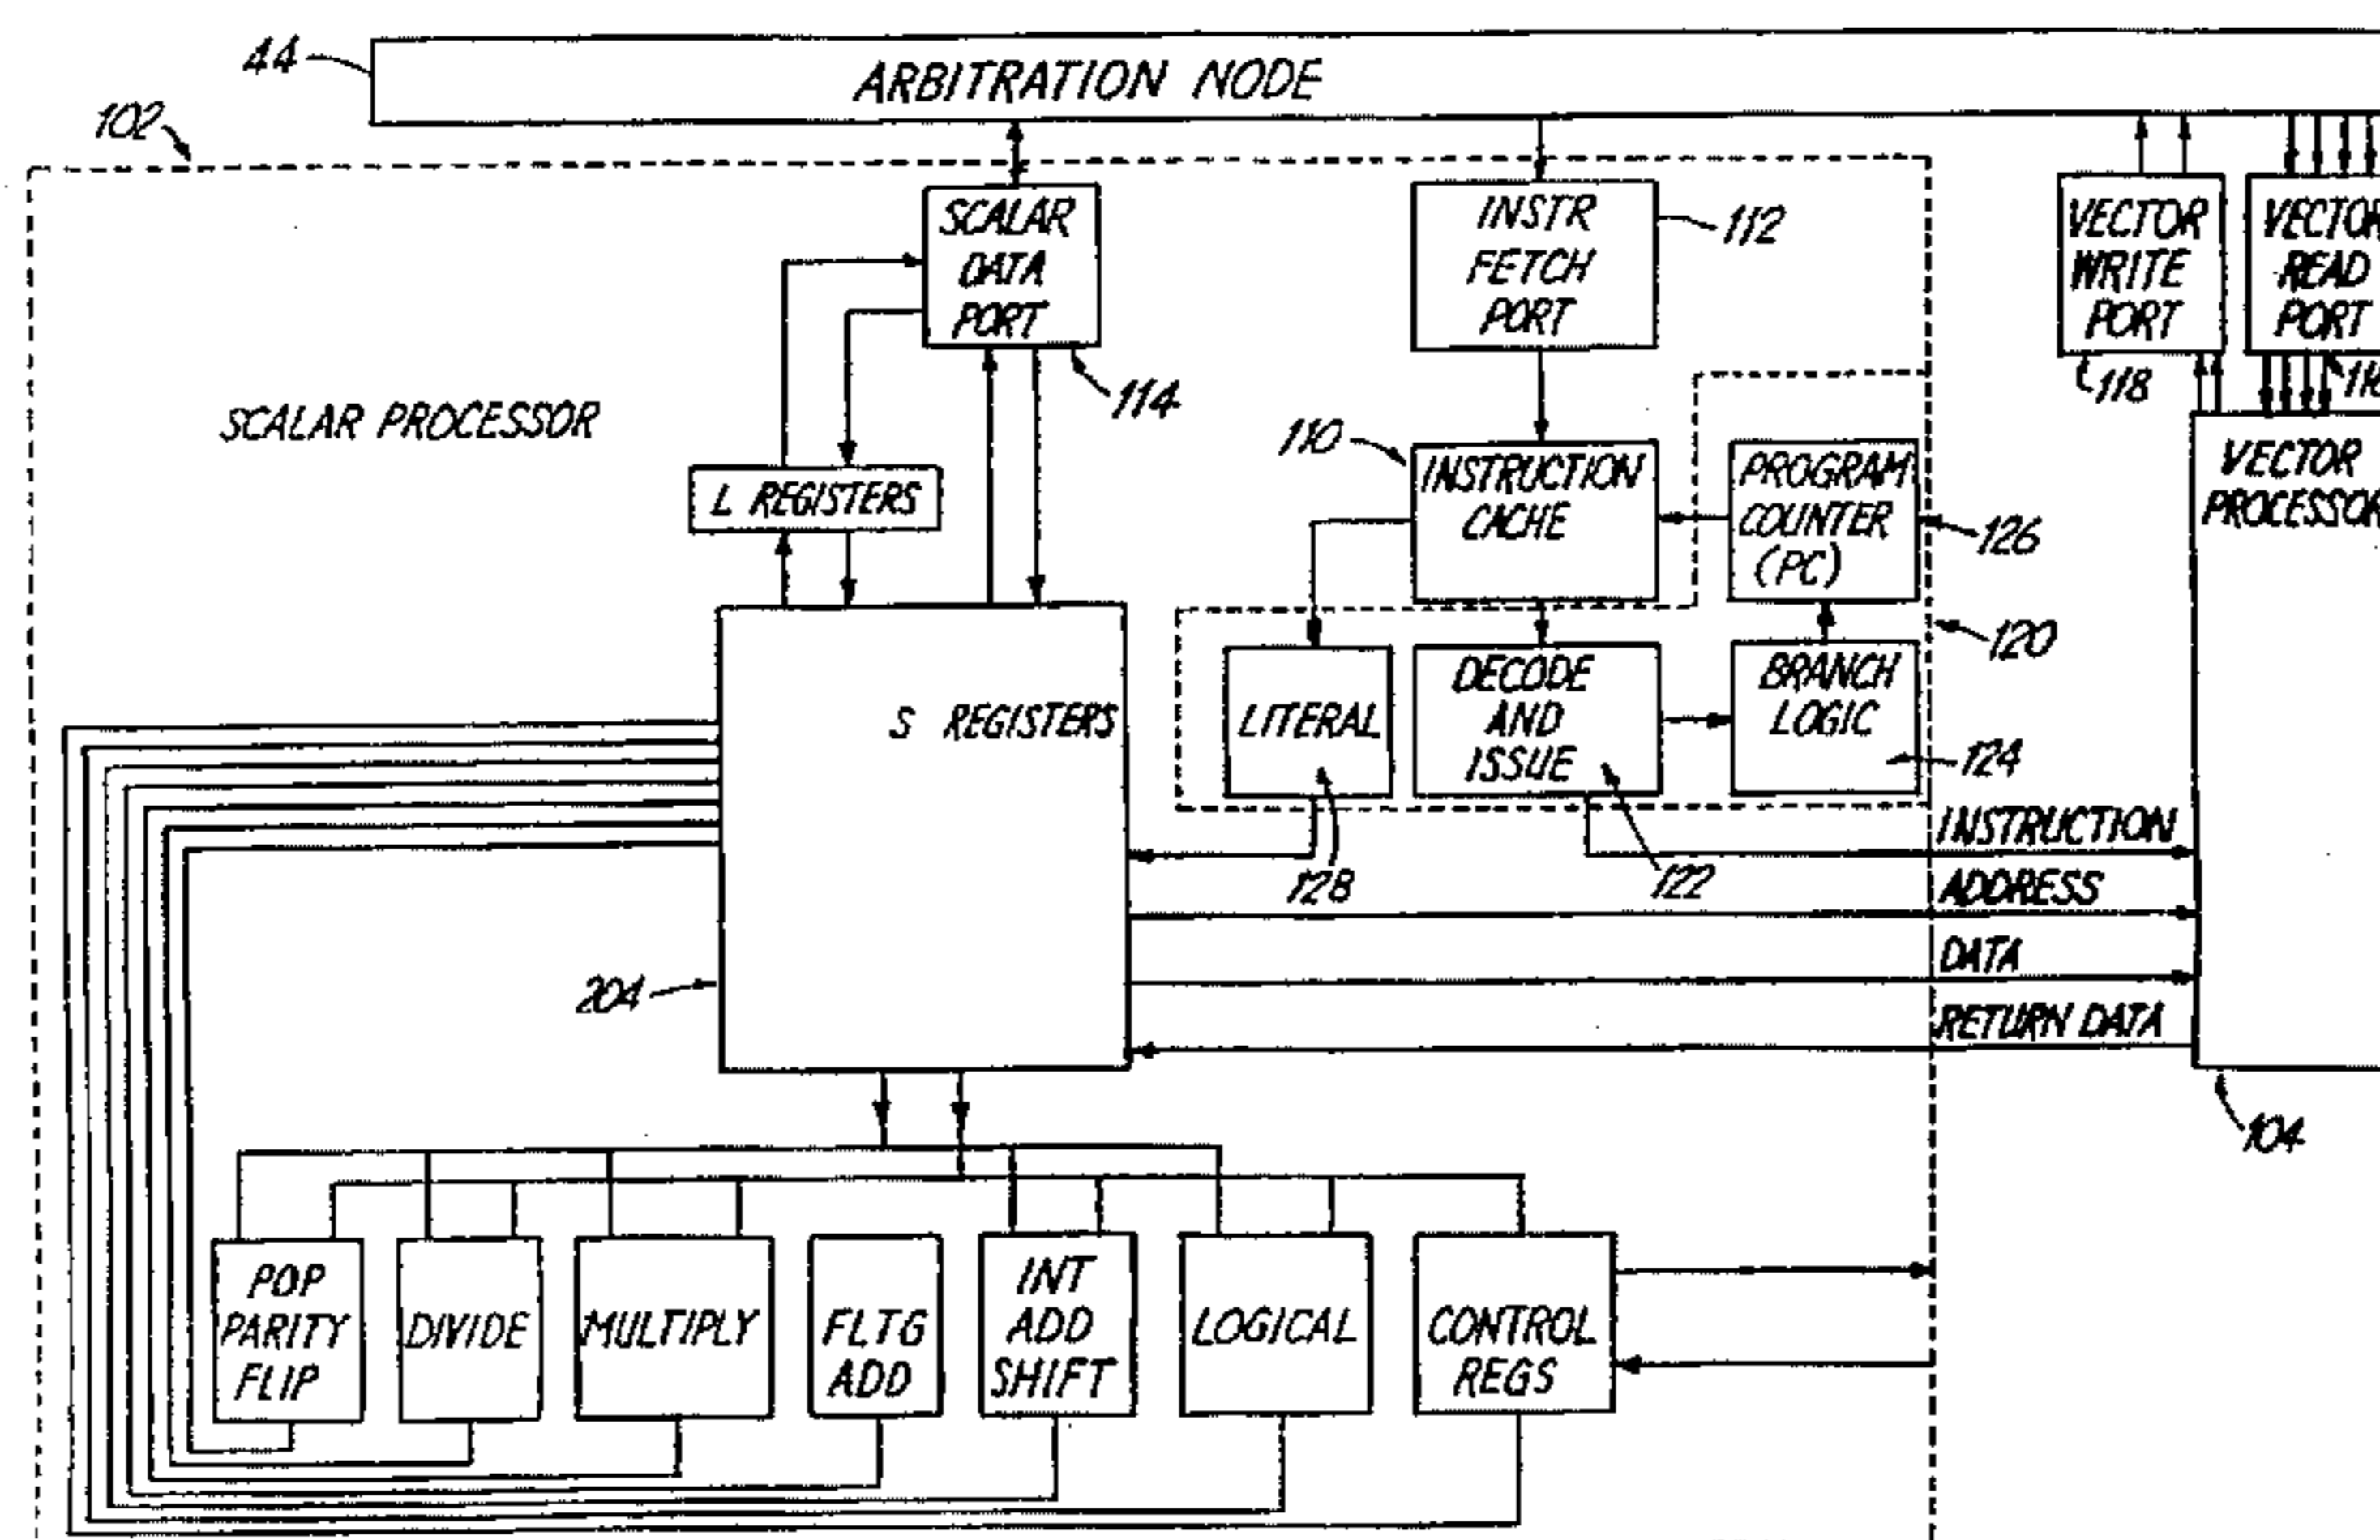 44
ARBITRATION NODE
102
SCALAR
DATA
PORT
114
INSTR
FETCH
PORT
112
VECTOR
WRITE
PORT
118
VECTOR
READ
PORT
SCALAR PROCESSOR
L REGISTERS
110
INSTRUCTION
CACHE
PROGRAM
COUNTER
(PC)
126
120
VECTOR
PROCESSOR
S REGISTERS
LITERAL
DECODE
AND
ISSUE
BRANCH
LOGIC
124
128
122
INSTRUCTION
ADDRESS
DATA
RETURN DATA
204
104
POP
PARITY
FLIP
DIVIDE
MULTIPLY
FLTG
ADD
INT
ADD
SHIFT
LOGICAL
CONTROL
REGS